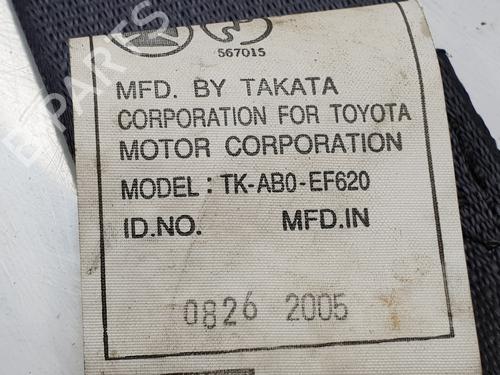 567015
MFD. BY TAKATA
CORPORATION FOR TOYOTA
MOTOR CORPORATION
MODEL: TK-AB0-EF620
ID.NO. MFD.IN
0826 2005